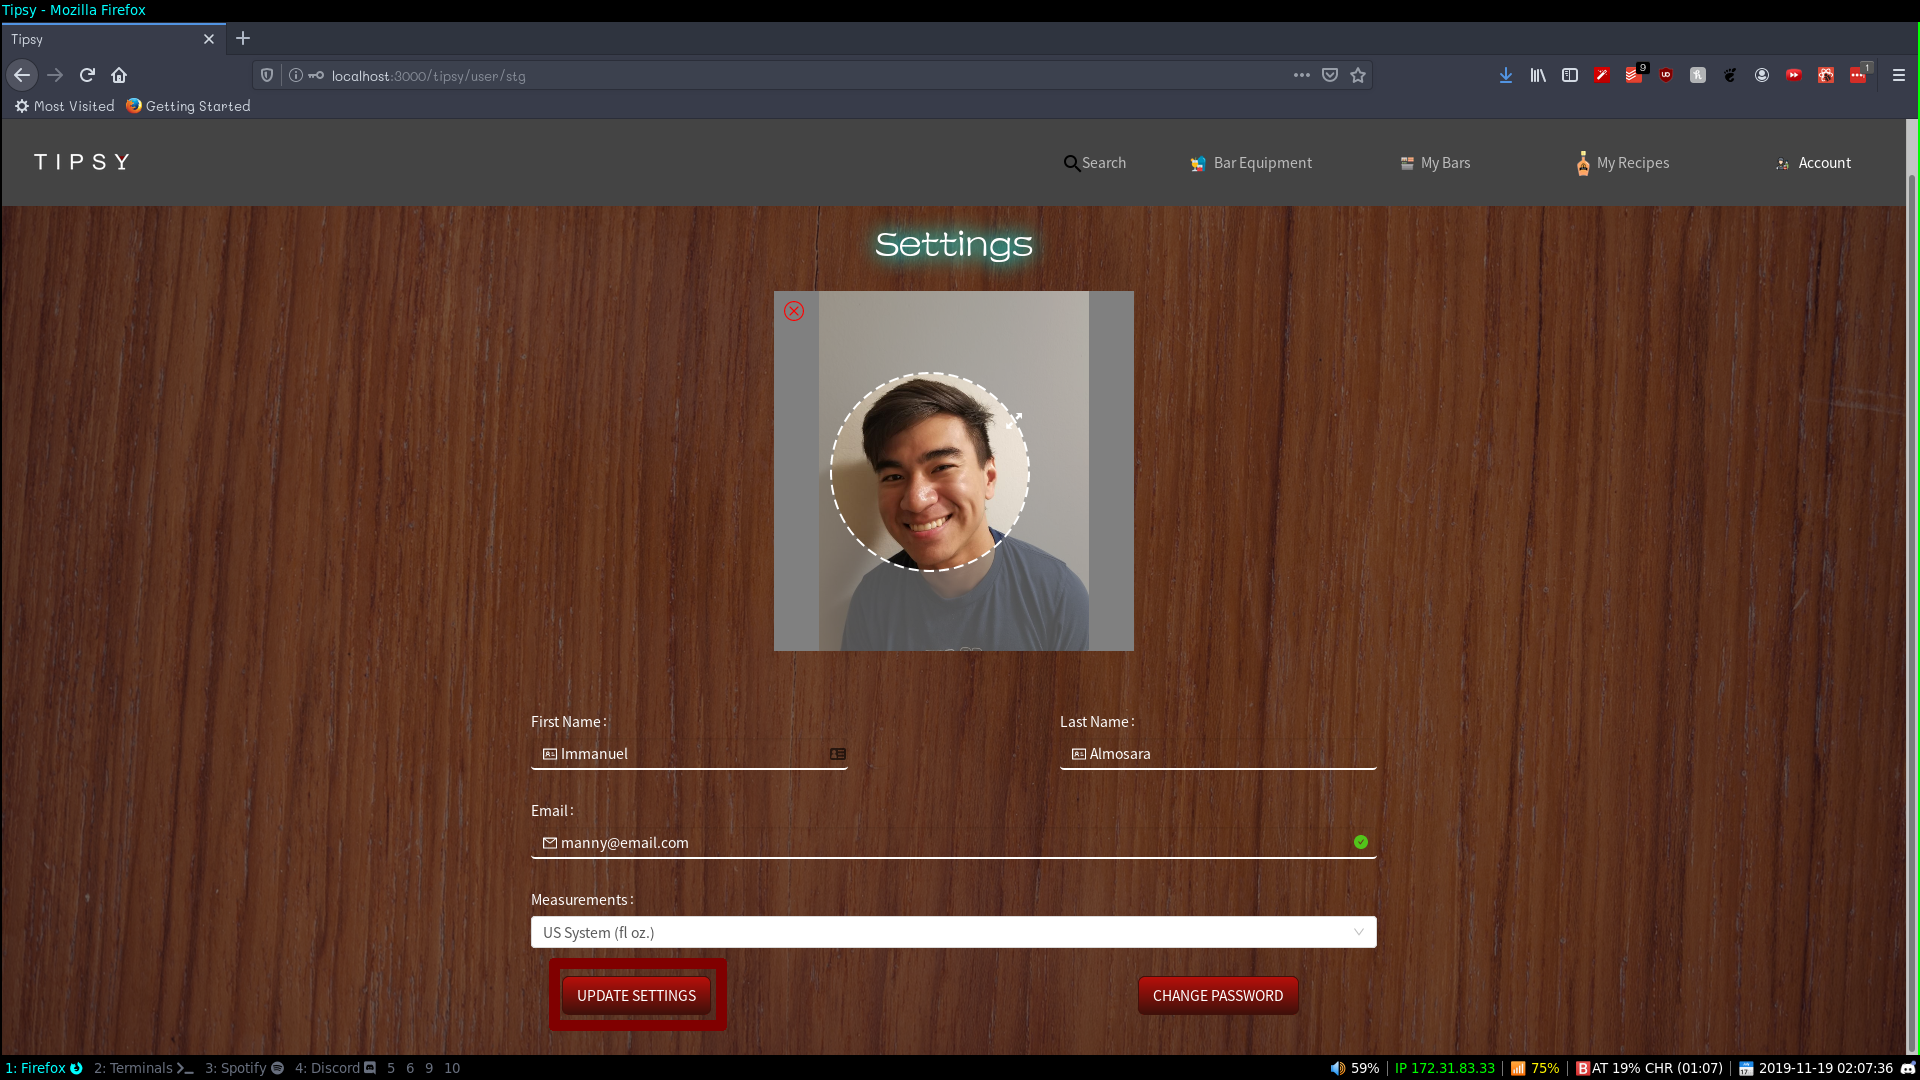 Tipsy - Mozilla Firefox
Tipsy
localhost:3000/tipsy/user/stg
9
1
Most Visited
Getting Started
TIPSY
Search
Bar Equipment
My Bars
My Recipes
Account
Settings
First Name :
Last Name :
Immanuel
Almosara
Email :
manny@email.com
Measurements :
US System (fl oz.)
UPDATE SETTINGS
CHANGE PASSWORD
1: Firefox
2: Terminals
3: Spotify
4: Discord
5 6 9 10
59% | IP 172.31.83.33 | 75% | BAT 19% CHR (01:07) | 2019-11-19 02:07:36